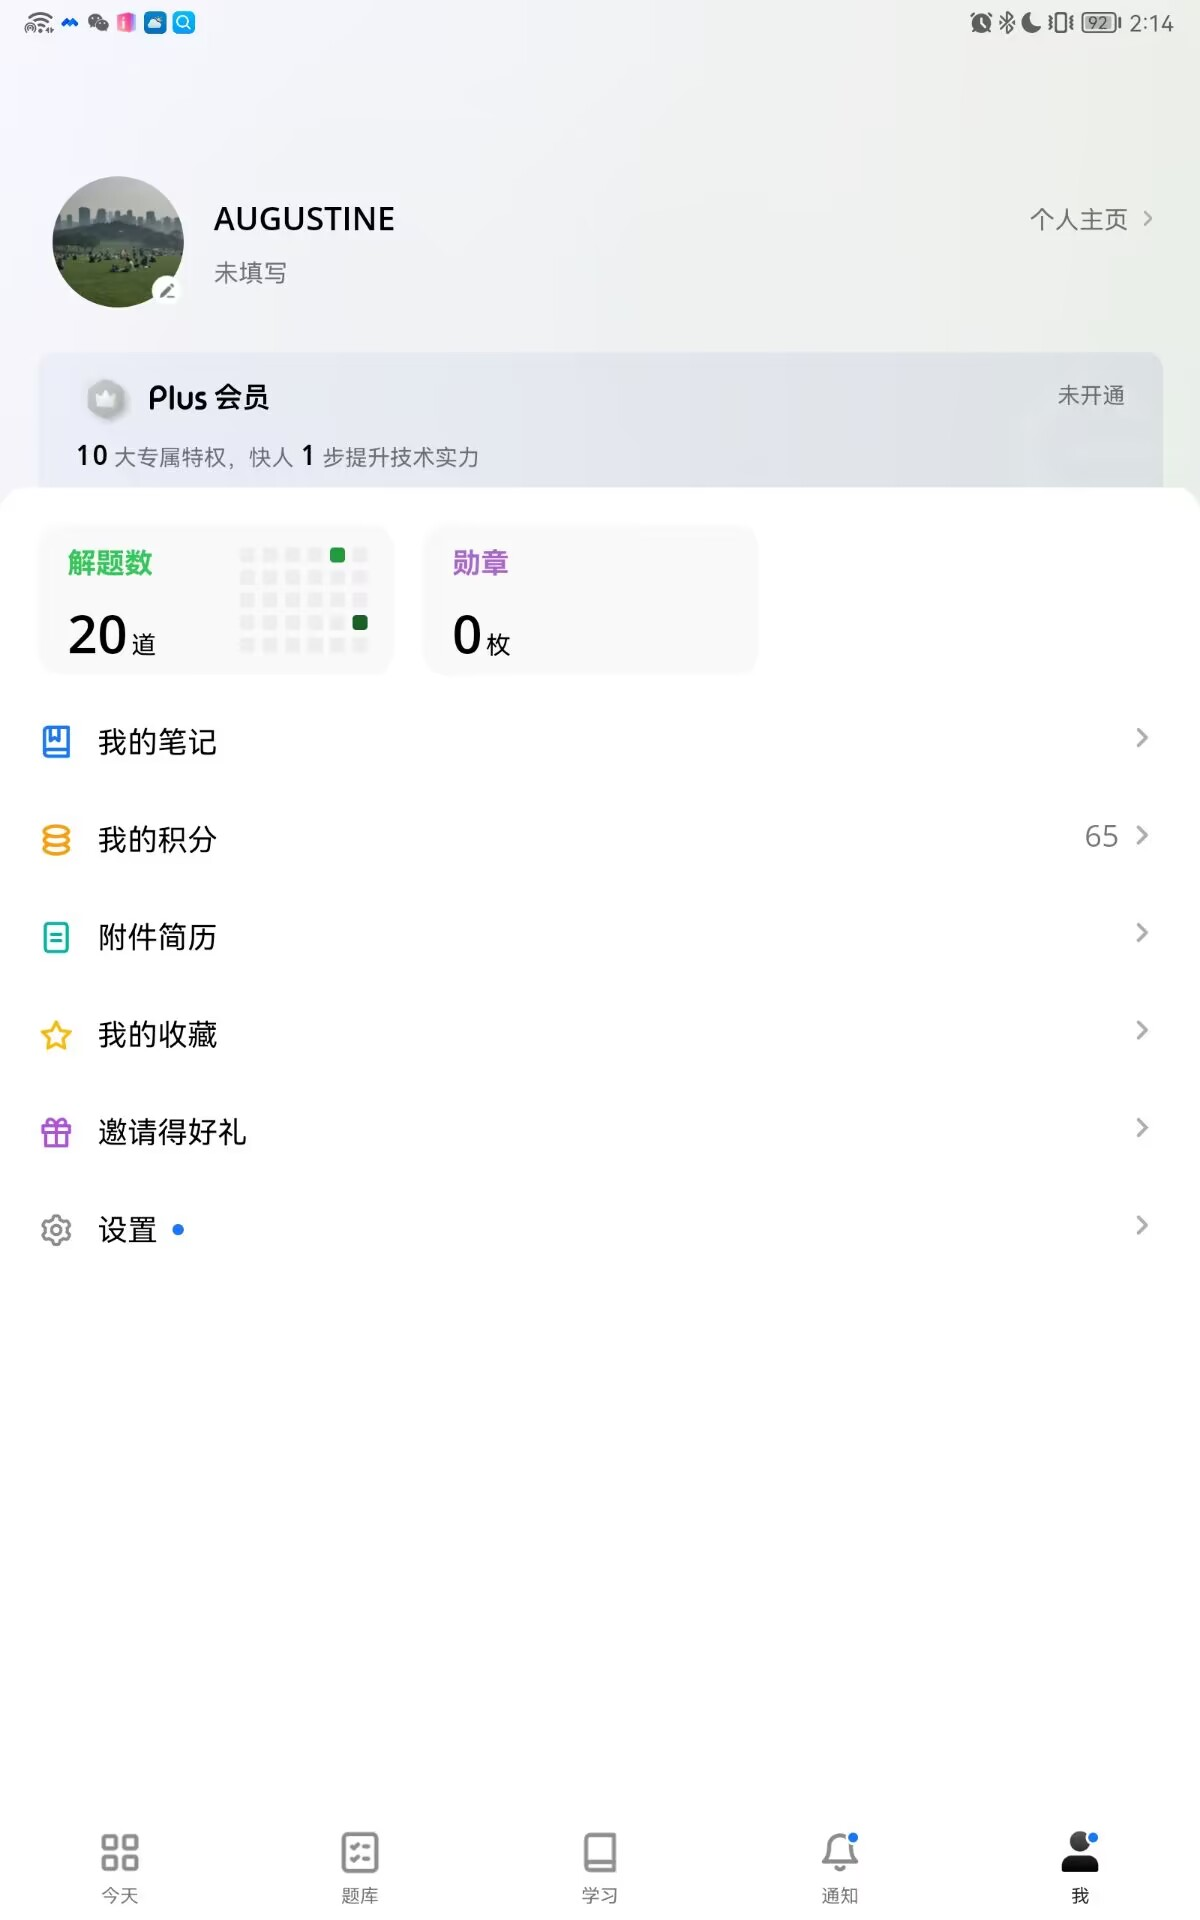 92 2:14
AUGUSTINE
个人主页
未填写
Plus 会员
未开通
10 大专属特权，快人 1 步提升技术实力
解题数
勋章
20 道
0 枚
我的笔记
我的积分
65
附件简历
我的收藏
邀请得好礼
设置
今天
题库
学习
通知
我